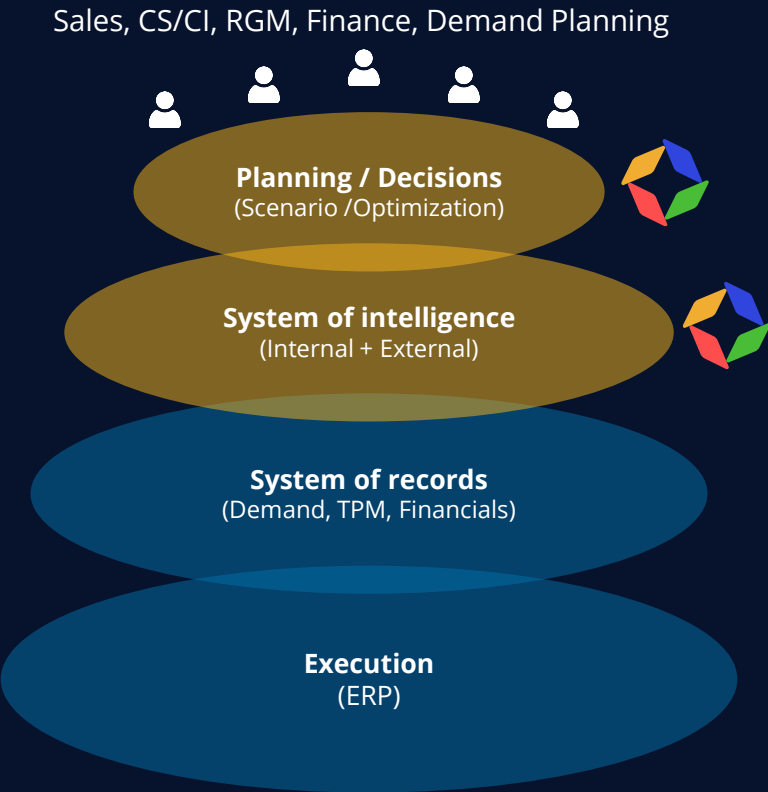 Sales, CS/CI, RGM, Finance, Demand Planning
Planning / Decisions
(Scenario /Optimization)
System of intelligence
(Internal + External)
System of records
(Demand, TPM, Financials)
Execution
(ERP)